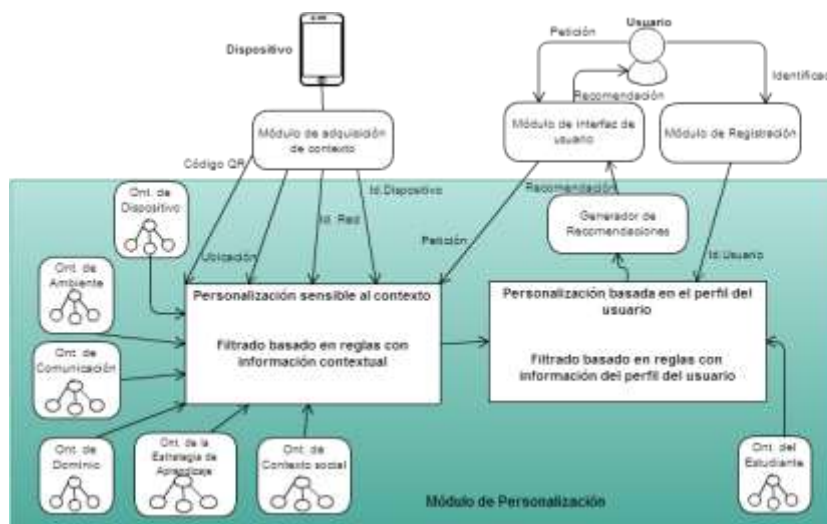 Usuario
Petición
Dispositivo
Identificac
Recomendación
Módulo de adquisición
de contexto
Módulo de interfaz de
usuario
Módulo de Registración
Código QR
Id.Dispositivo
Recomendación
Ont. de
Dispositivo
Id. Red
Generador de
Recomendaciones
Ubicación
Petición
Id.Usuario
Ont. de
Ambiente
Personalización sensible al contexto
Filtrado basado en reglas con
información contextual
Personalización basada en el perfil del
usuario
Filtrado basado en reglas con
información del perfil del usuario
Ont. de
Comunicación
Ont. de
Dominio
Ont. de la
Estrategia de
Aprendizaje
Ont. de
Contexto social
Ont. del
Estudiante
Módulo de Personalización